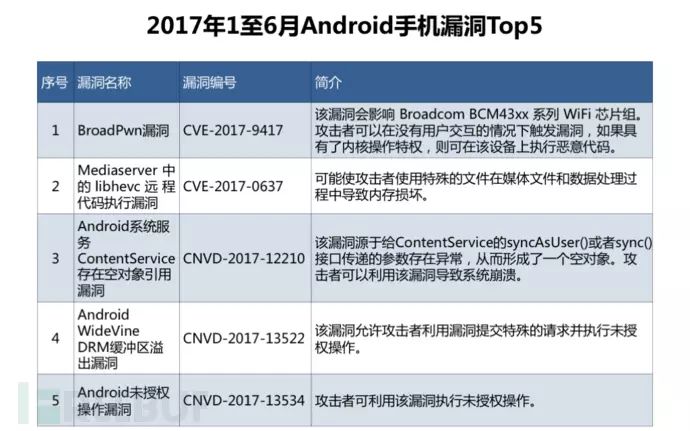 2017年1至6月Android手机漏洞Top5
序号 漏洞名称 漏洞编号 简介
1 BroadPwn漏洞 CVE-2017-9417
该漏洞会影响 Broadcom BCM43xx 系列 WiFi 芯片组。
攻击者可以在没有用户交互的情况下触发漏洞，如果具
有了内核操作特权，则可在该设备上执行恶意代码。
2
Mediaserver 中
的 libhevc 远 程
代码执行漏洞
CVE-2017-0637
可能使攻击者使用特殊的文件在媒体文件和数据处理过
程中导致内存损坏。
3
Android系统服
务
ContentService
存在空对象引用
漏洞
CNVD-2017-12210
该漏洞源于给ContentService的syncAsUser()或者sync()
接口传递的参数存在异常，从而形成了一个空对象。攻
击者可以利用该漏洞导致系统崩溃。
4
Android
WideVine
DRM缓冲区溢
出漏洞
CNVD-2017-13522
该漏洞允许攻击者利用漏洞提交特殊的请求并执行未授
权操作。
5
Android未授权
操作漏洞
CNVD-2017-13534
攻击者可利用该漏洞执行未授权操作。
FREEBUF